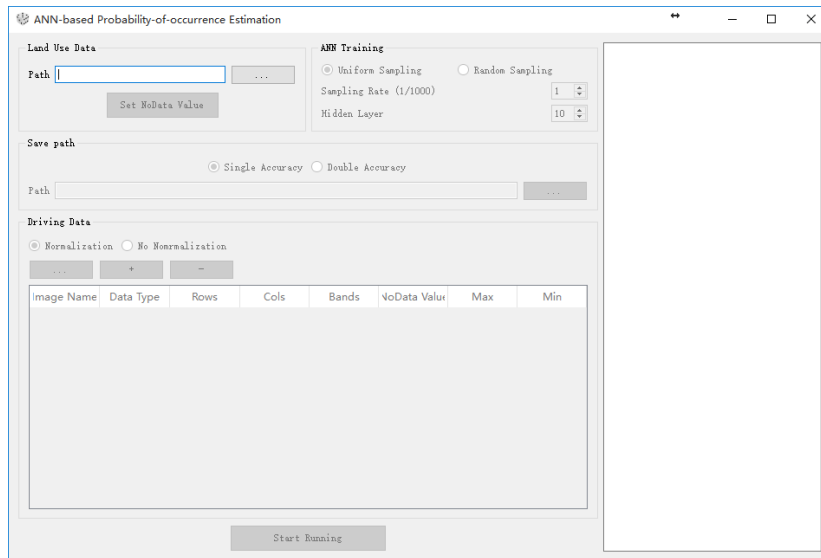 ANN-based Probability-of-occurrence Estimation
Land Use Data
Path
...
Set NoData Value
ANN Training
Uniform Sampling Random Sampling
Sampling Rate (1/1000) 1
Hidden Layer 10
Save path
Single Accuracy Double Accuracy
Path ...
Driving Data
Normalization No Nomrmalization
... + -
Image Name Data Type Rows Cols Bands NoData Value Max Min
Start Running